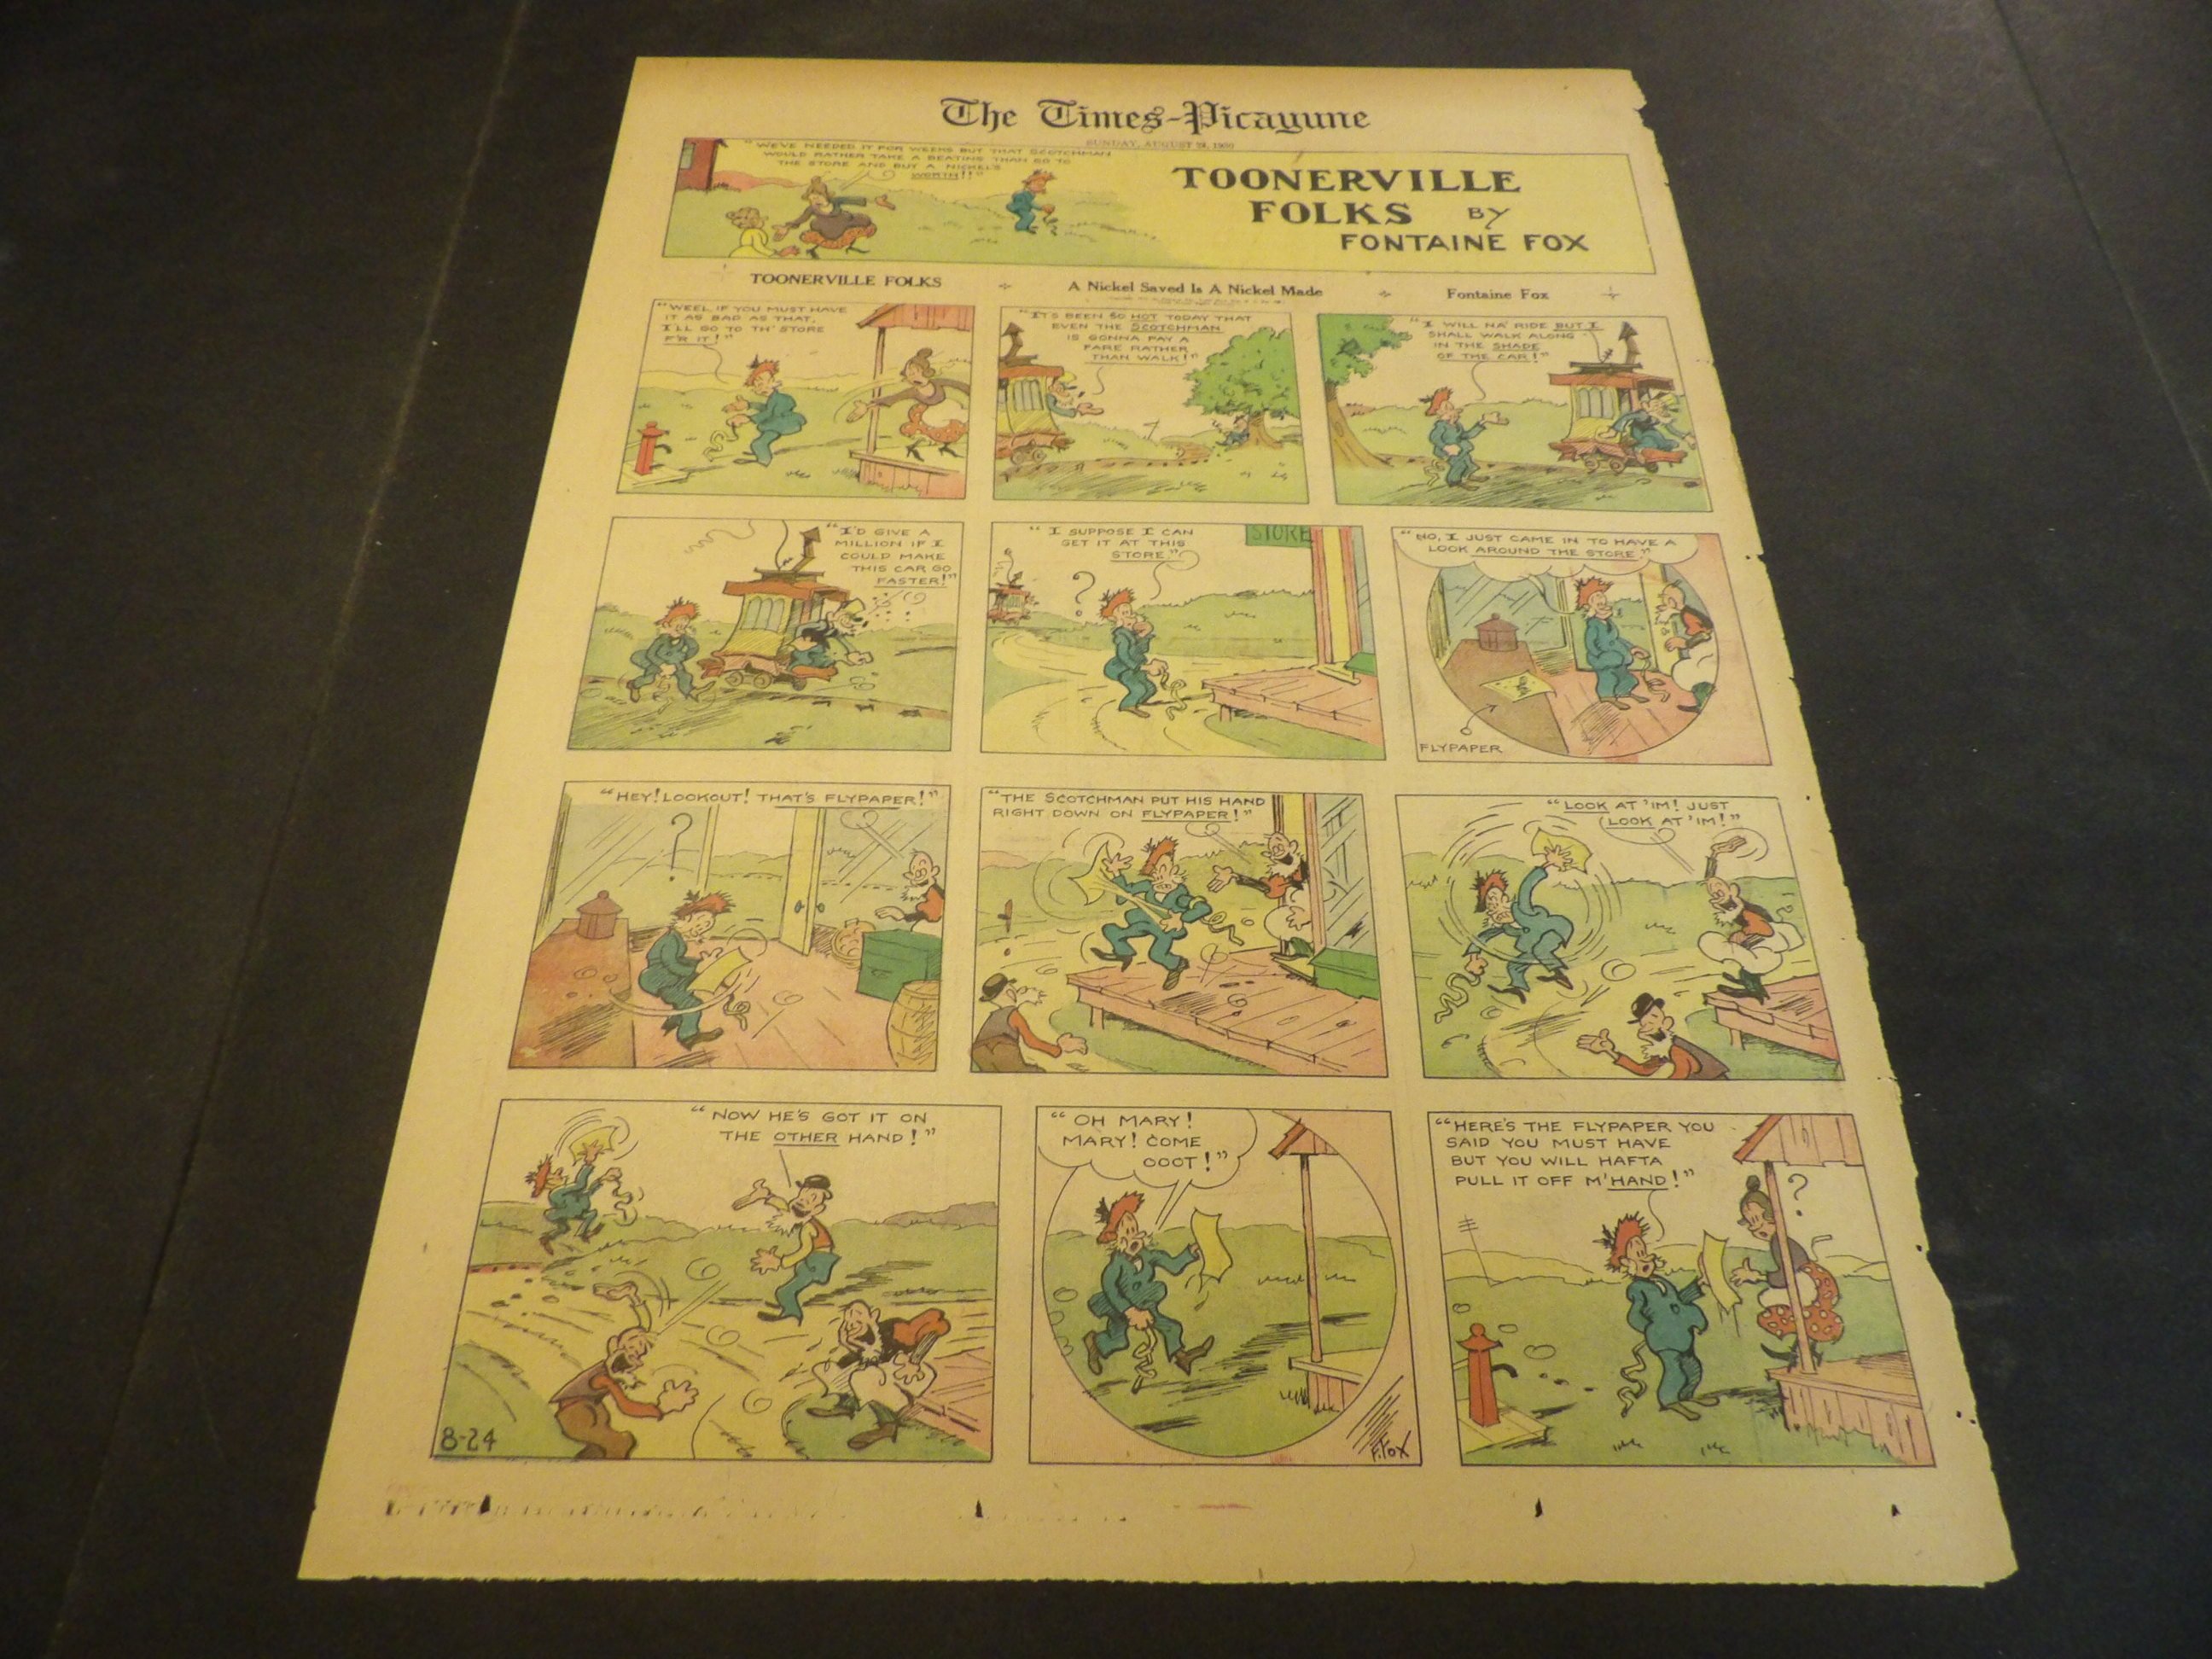 The Times-Picayune
SUNDAY, AUGUST 24, 1930
"WE'VE NEEDED IT FOR WEEKS BUT THAT SCOTCHMAN
WOULD RATHER TAKE A BEATING THAN GO TO
THE STORE AND BUY A NICKEL'S
WORTH!!"
TOONERVILLE
FOLKS BY
FONTAINE FOX
TOONERVILLE FOLKS
A Nickel Saved Is A Nickel Made
Fontaine Fox
"WEEL, IF YOU MUST HAVE
IT AS BAD AS THAT,
I'LL GO TO TH' STORE
F'R IT!"
"IT'S BEEN SO HOT TODAY THAT
EVEN THE SCOTCHMAN
IS GONNA PAY A
FARE RATHER
THAN WALK!"
"I WILL NA' RIDE BUT I
SHALL WALK ALONG
IN THE SHADE
OF THE CAR!"
"I'D GIVE A
MILLION IF I
COULD MAKE
THIS CAR GO
FASTER!"
"I SUPPOSE I CAN
GET IT AT THIS
STORE."
STORE
?
"NO, I JUST CAME IN TO HAVE A
LOOK AROUND THE STORE."
FLYPAPER
"HEY! LOOKOUT! THAT'S FLYPAPER!"
?
"THE SCOTCHMAN PUT HIS HAND
RIGHT DOWN ON FLYPAPER!"
"LOOK AT 'IM! JUST
LOOK AT 'IM!"
"NOW HE'S GOT IT ON
THE OTHER HAND!"
8-24
"OH MARY!
MARY! COME
OOOT!"
F. FOX
"HERE'S THE FLYPAPER YOU
SAID YOU MUST HAVE
BUT YOU WILL HAFTA
PULL IT OFF M'HAND!"
?